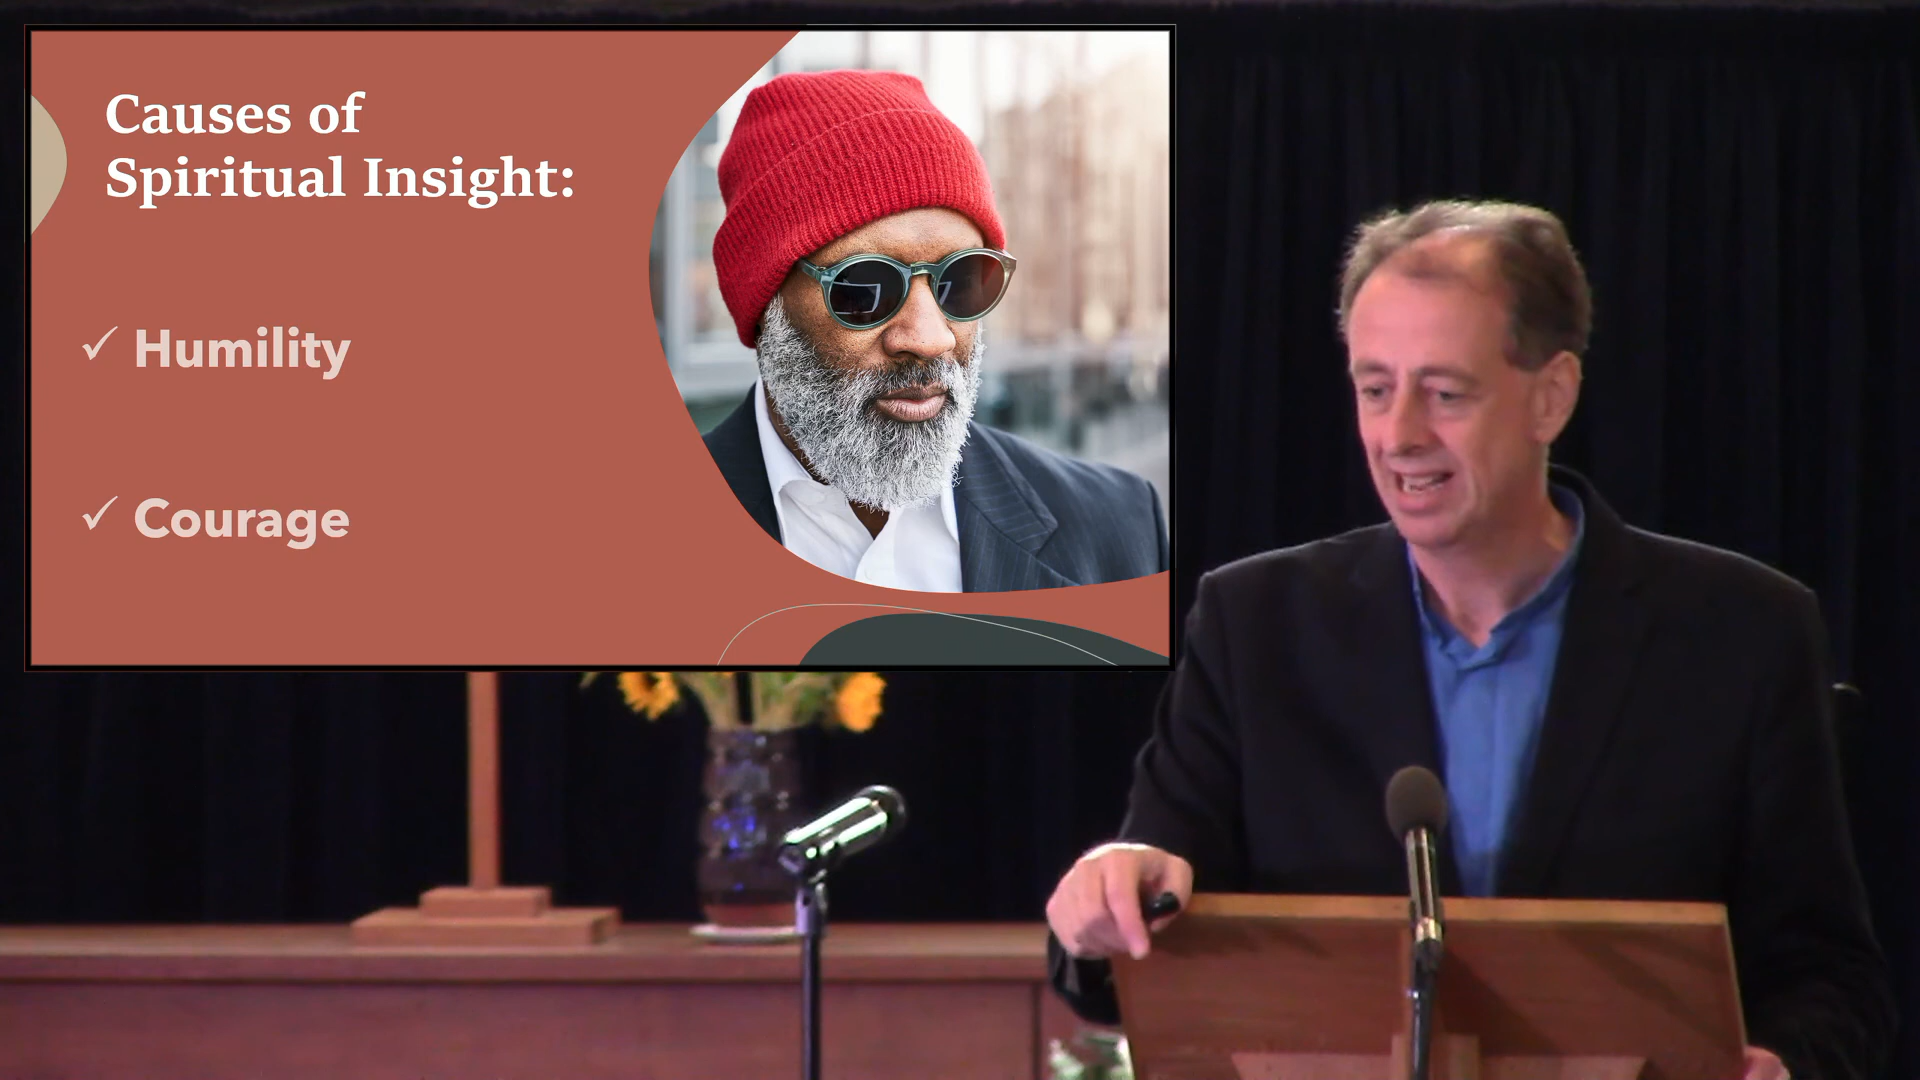 Causes of
Spiritual Insight:
✓ Humility
✓ Courage